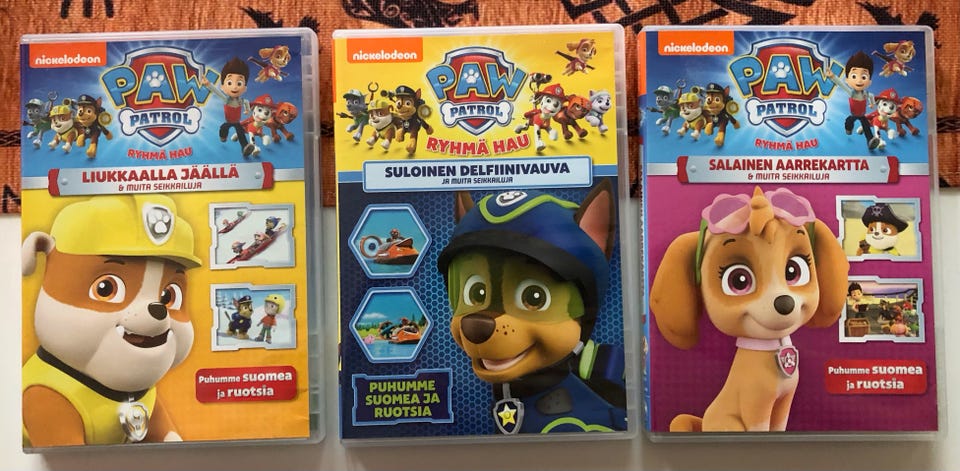 nickelodeon
PAW
PATROL
RYHMÄ HAU
LIUKKAALLA JÄÄLLÄ
& MUITA SEIKKAILUJA
Puhumme suomea
ja ruotsia
nickelodeon
PAW
PATROL
RYHMÄ HAU
SULOINEN DELFIINIVAUVA
JA MUITA SEIKKAILUJA
PUHUMME
SUOMEA JA
RUOTSIA
nickelodeon
PAW
PATROL
RYHMÄ HAU
SALAINEN AARREKARTTA
& MUITA SEIKKAILUJA
Puhumme suomea
ja ruotsia